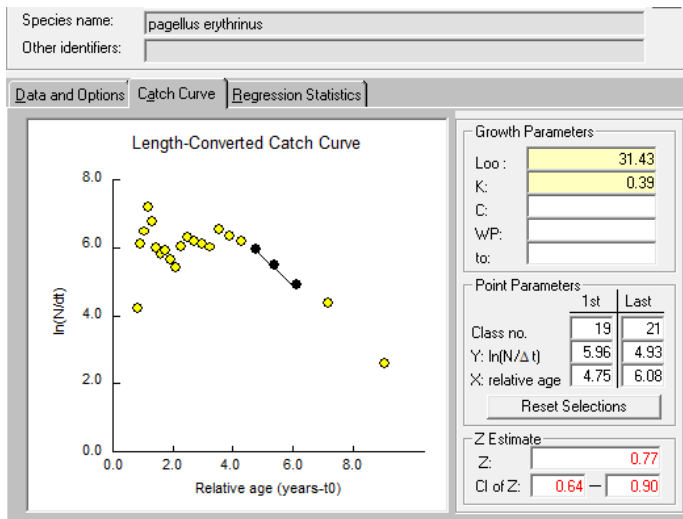 Species name: pagellus erythrinus
Other identifiers:
Data and Options Catch Curve Regression Statistics
Length-Converted Catch Curve
8.0
6.0
4.0
2.0
0.0
ln(N/dt)
0.0 2.0 4.0 6.0 8.0
Relative age (years-t0)
Growth Parameters
Loo : 31.43
K: 0.39
C:
WP:
to:
Point Parameters
1st Last
Class no. 19 21
Y: ln(N/Δ t) 5.96 4.93
X: relative age 4.75 6.08
Reset Selections
Z Estimate
Z: 0.77
CI of Z: 0.64 — 0.90